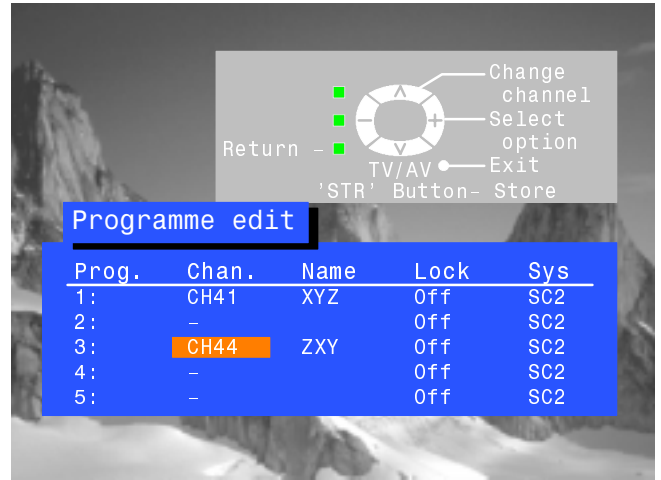 Change
channel
Select
option
Return –
TV/AV Exit
'STR' Button– Store
Programme edit
Prog. Chan. Name Lock Sys
1: CH41 XYZ Off SC2
2: – Off SC2
3: CH44 ZXY Off SC2
4: – Off SC2
5: – Off SC2